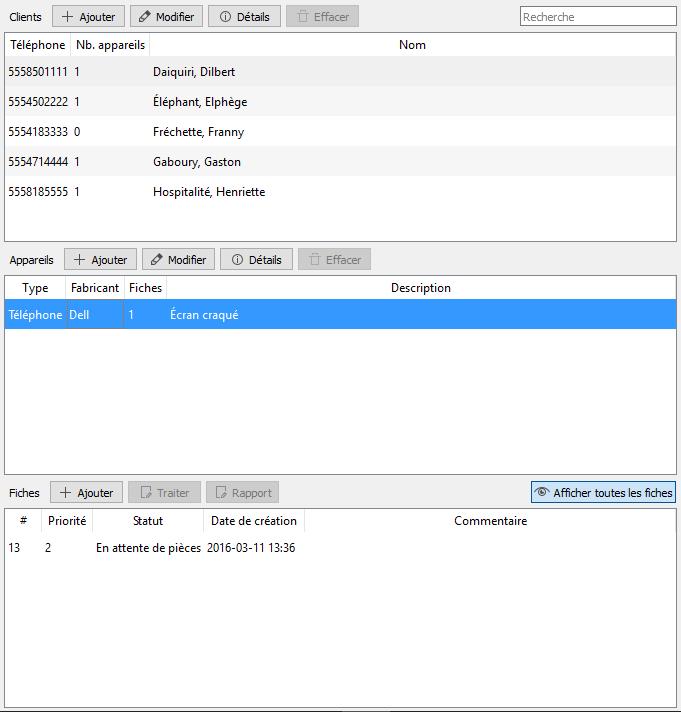 Clients Ajouter Modifier Détails Effacer Recherche
Téléphone Nb. appareils Nom
5558501111 1 Daiquiri, Dilbert
5554502222 1 Éléphant, Elphège
5554183333 0 Fréchette, Franny
5554714444 1 Gaboury, Gaston
5558185555 1 Hospitalité, Henriette
Appareils Ajouter Modifier Détails Effacer
Type Fabricant Fiches Description
Téléphone Dell 1 Écran craqué
Fiches Ajouter Traiter Rapport Afficher toutes les fiches
# Priorité Statut Date de création Commentaire
13 2 En attente de pièces 2016-03-11 13:36